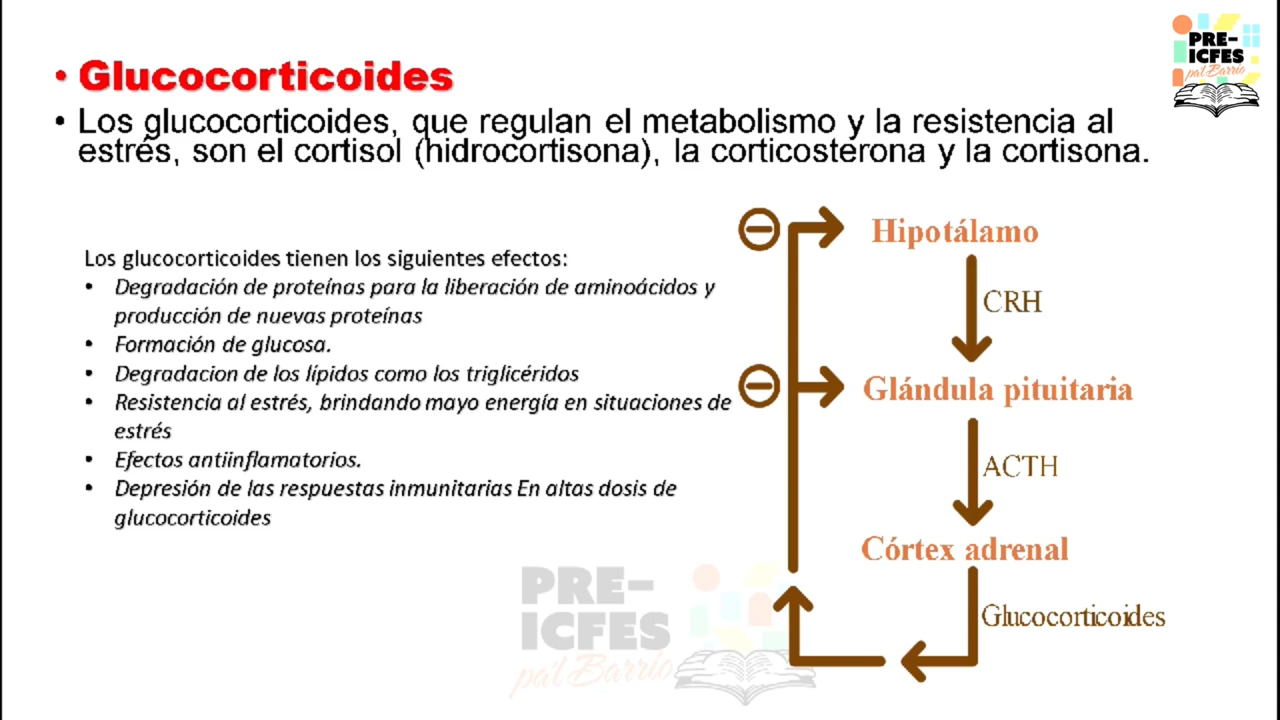 PRE-
ICFES
pa'l Barrio
• Glucocorticoides
• Los glucocorticoides, que regulan el metabolismo y la resistencia al
estrés, son el cortisol (hidrocortisona), la corticosterona y la cortisona.
Los glucocorticoides tienen los siguientes efectos:
• Degradación de proteínas para la liberación de aminoácidos y
producción de nuevas proteínas
• Formación de glucosa.
• Degradacion de los lípidos como los triglicéridos
• Resistencia al estrés, brindando mayo energía en situaciones de
estrés
• Efectos antiinflamatorios.
• Depresión de las respuestas inmunitarias En altas dosis de
glucocorticoides
Hipotálamo
CRH
Glándula pituitaria
ACTH
Córtex adrenal
Glucocorticoides
PRE-
ICFES
pa'l Barrio